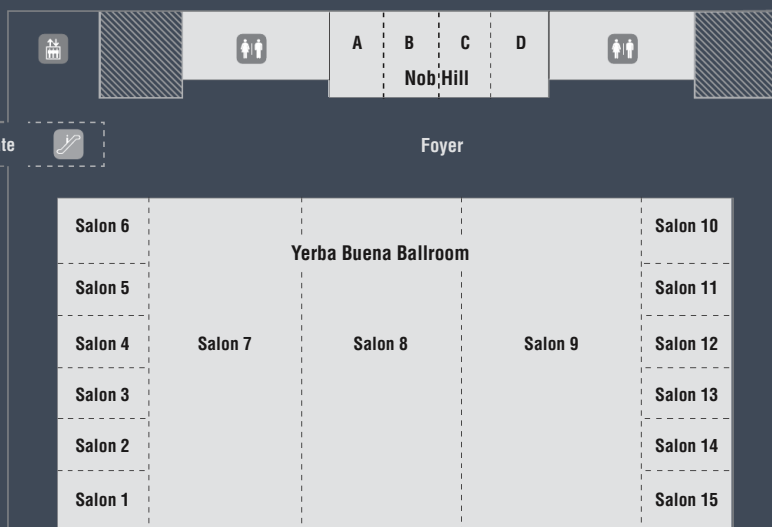 A B C D
Nob Hill
te
Foyer
Salon 6
Salon 10
Yerba Buena Ballroom
Salon 5
Salon 11
Salon 4
Salon 7
Salon 8
Salon 9
Salon 12
Salon 3
Salon 13
Salon 2
Salon 14
Salon 1
Salon 15